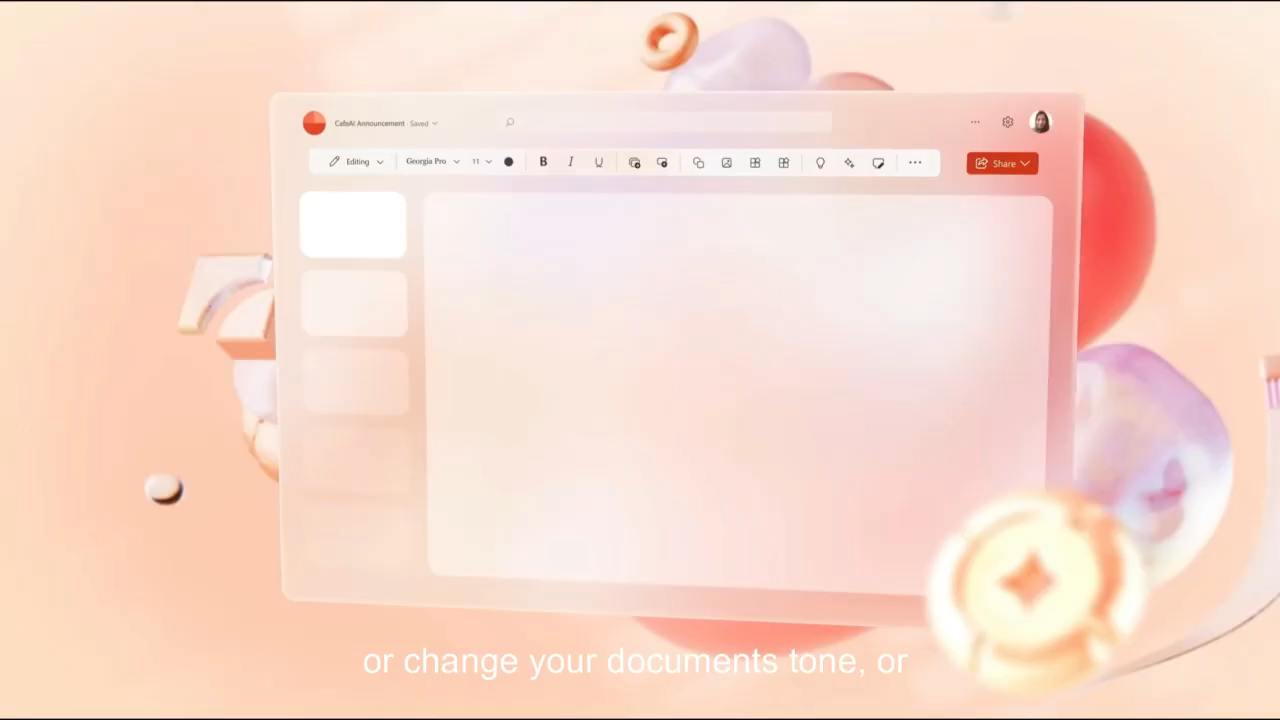 CafeAI Announcement · Saved
Editing Georgia Pro 11 B I U Share
or change your documents tone, or